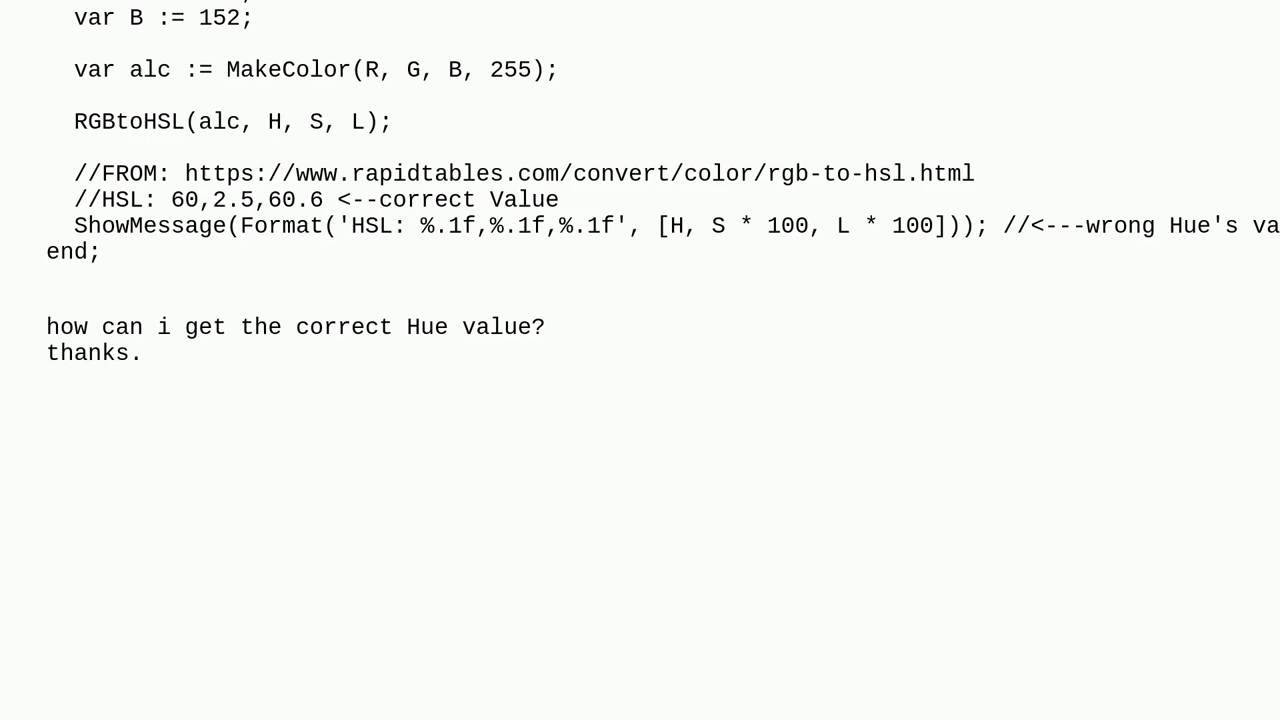 var B := 152;
var alc := MakeColor(R, G, B, 255);
RGBtoHSL(alc, H, S, L);
//FROM: https://www.rapidtables.com/convert/color/rgb-to-hsl.html
//HSL: 60,2.5,60.6 <--correct Value
ShowMessage(Format('HSL: %.1f,%.1f,%.1f', [H, S * 100, L * 100])); //<---wrong Hue's va
end;
how can i get the correct Hue value?
thanks.